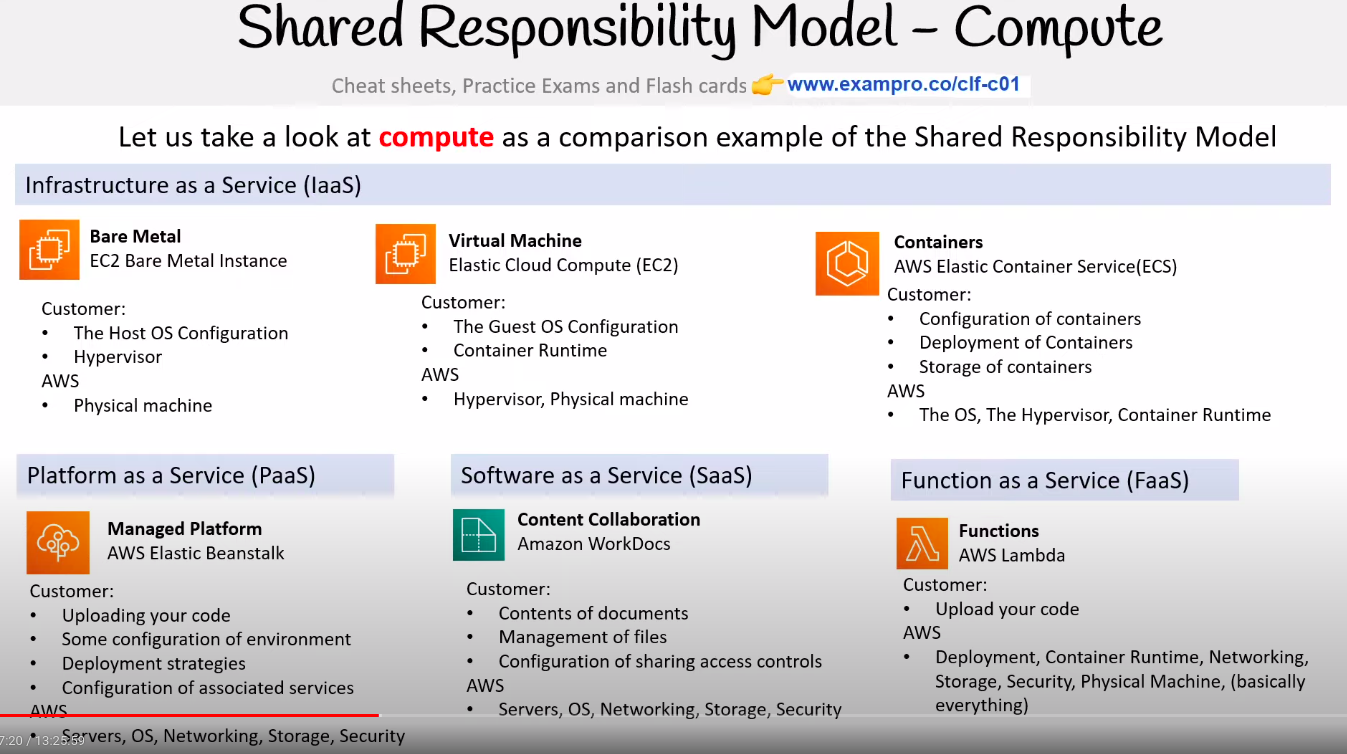 Shared Responsibility Model - Compute
Cheat sheets, Practice Exams and Flash cards 👉 www.exampro.co/clf-c01
Let us take a look at compute as a comparison example of the Shared Responsibility Model
Infrastructure as a Service (IaaS)
Bare Metal
EC2 Bare Metal Instance
Customer:
• The Host OS Configuration
• Hypervisor
AWS
• Physical machine
Virtual Machine
Elastic Cloud Compute (EC2)
Customer:
• The Guest OS Configuration
• Container Runtime
AWS
• Hypervisor, Physical machine
Containers
AWS Elastic Container Service(ECS)
Customer:
• Configuration of containers
• Deployment of Containers
• Storage of containers
AWS
• The OS, The Hypervisor, Container Runtime
Platform as a Service (PaaS)
Managed Platform
AWS Elastic Beanstalk
Customer:
• Uploading your code
• Some configuration of environment
• Deployment strategies
• Configuration of associated services
AWS
• Servers, OS, Networking, Storage, Security
Software as a Service (SaaS)
Content Collaboration
Amazon WorkDocs
Customer:
• Contents of documents
• Management of files
• Configuration of sharing access controls
AWS
• Servers, OS, Networking, Storage, Security
Function as a Service (FaaS)
Functions
AWS Lambda
Customer:
• Upload your code
AWS
• Deployment, Container Runtime, Networking,
Storage, Security, Physical Machine, (basically
everything)
7:20 / 13:25:59